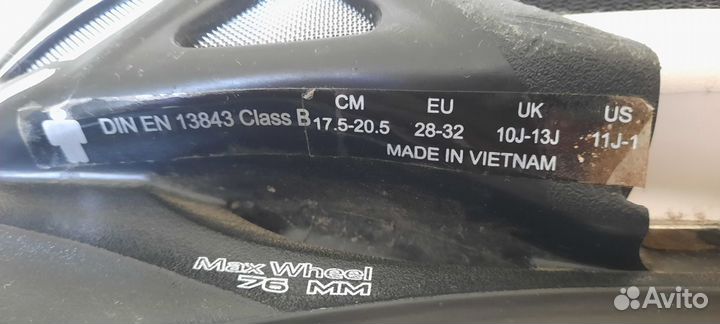 DIN EN 13843 Class B
CM EU UK US
17.5-20.5 28-32 10J-13J 11J-1
MADE IN VIETNAM
Max Wheel
76 MM
Avito